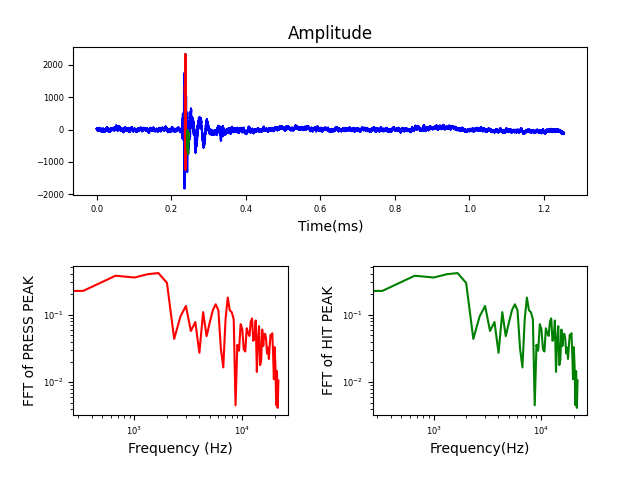 Amplitude
2000
1000
0
−1000
−2000
0.0 0.2 0.4 0.6 0.8 1.0 1.2
Time(ms)
FFT of PRESS PEAK
10⁻¹
10⁻²
10³ 10⁴
Frequency (Hz)
FFT of HIT PEAK
10⁻¹
10⁻²
10³ 10⁴
Frequency(Hz)